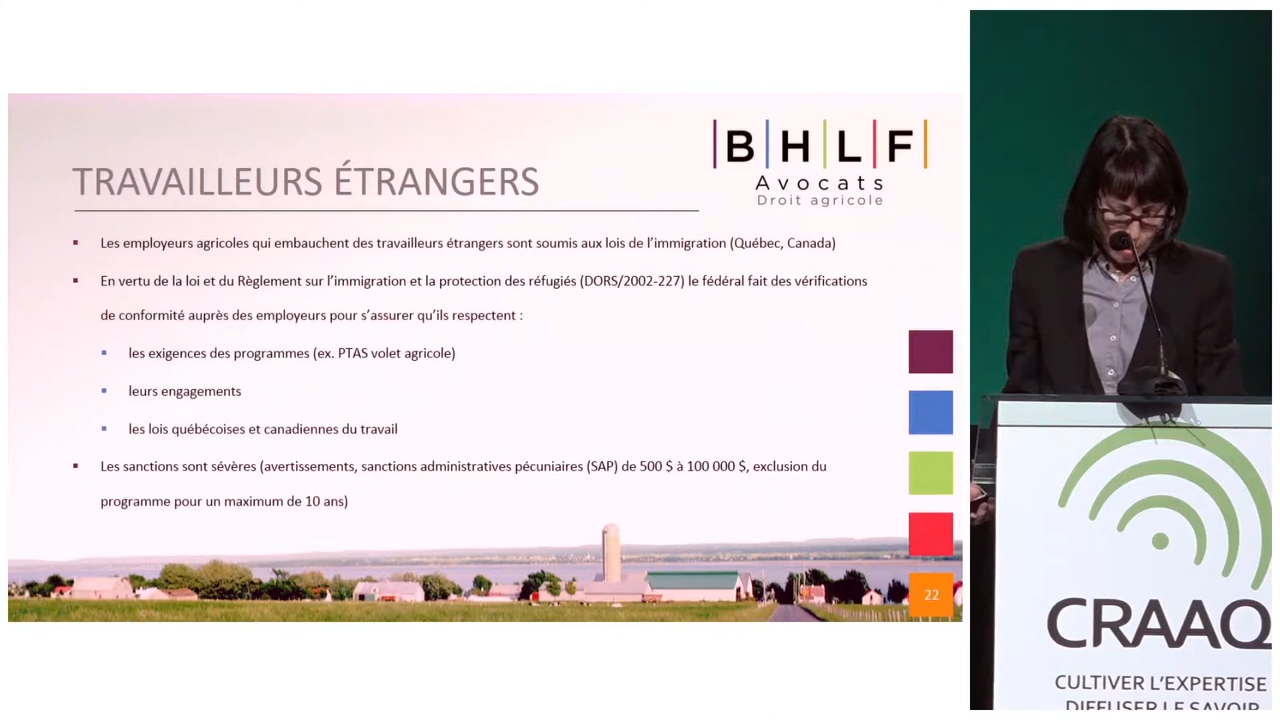 BHLF
Avocats
Droit agricole
TRAVAILLEURS ÉTRANGERS
▪ Les employeurs agricoles qui embauchent des travailleurs étrangers sont soumis aux lois de l’immigration (Québec, Canada)
▪ En vertu de la loi et du Règlement sur l’immigration et la protection des réfugiés (DORS/2002-227) le fédéral fait des vérifications
de conformité auprès des employeurs pour s’assurer qu’ils respectent :
▪ les exigences des programmes (ex. PTAS volet agricole)
▪ leurs engagements
▪ les lois québécoises et canadiennes du travail
▪ Les sanctions sont sévères (avertissements, sanctions administratives pécuniaires (SAP) de 500 $ à 100 000 $, exclusion du
programme pour un maximum de 10 ans)
22
CRAAQ
CULTIVER L’EXPERTISE
DIFFUSER LE SAVOIR